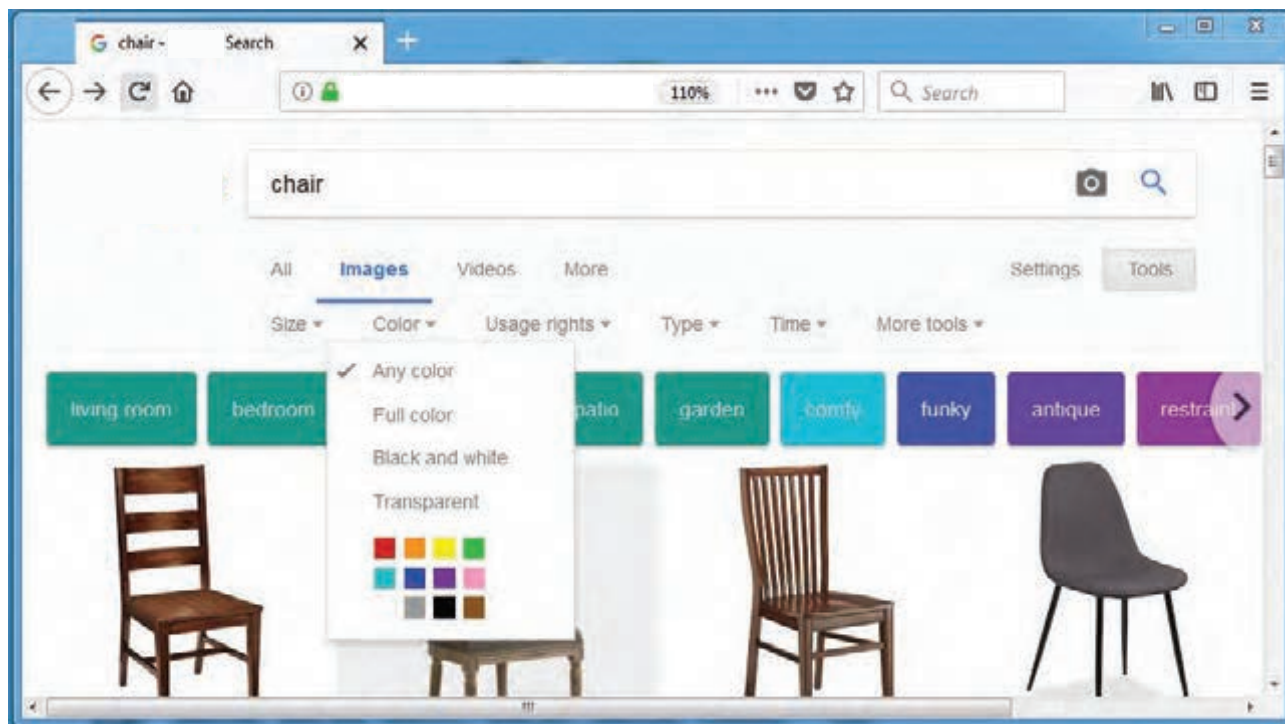 chair - Search
110% Search
chair
All Images Videos More Settings Tools
Size Color Usage rights Type Time More tools
Any color
Full color
Black and white
Transparent
living room bedroom patio garden comfy funky antique